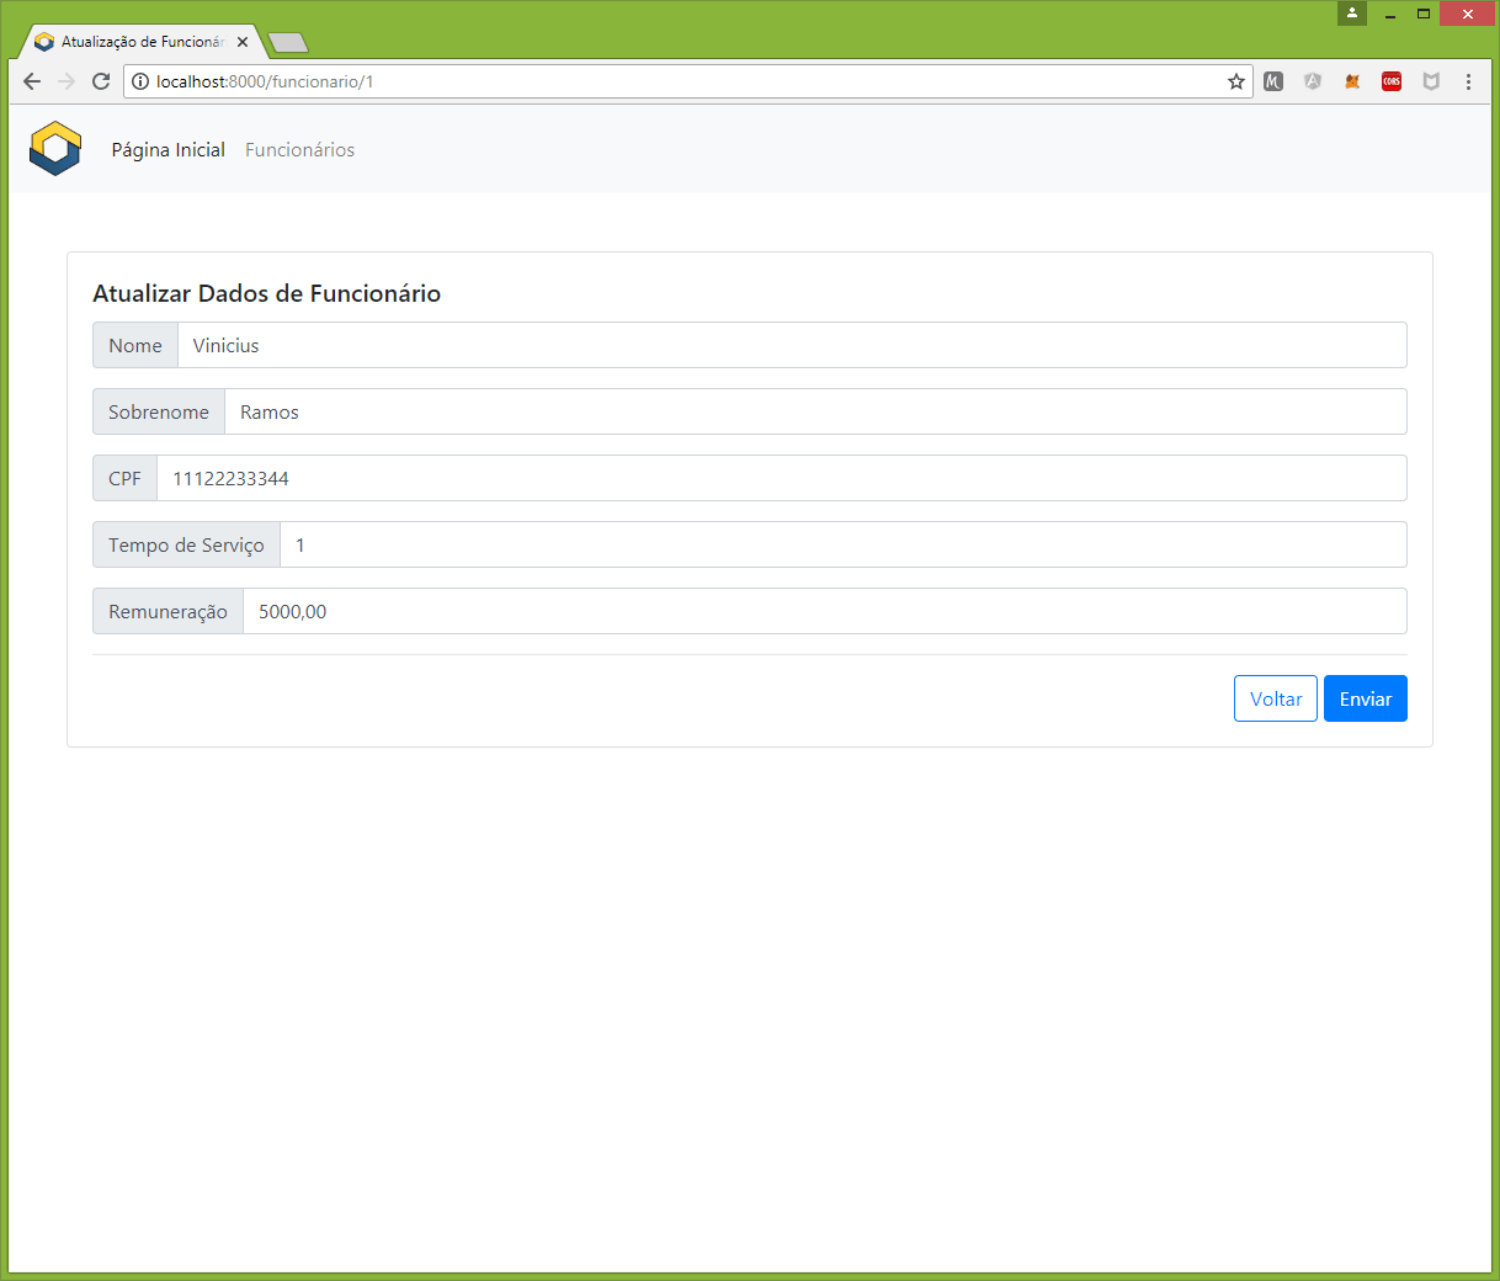 Atualização de Funcionár
localhost:8000/funcionario/1
CORS
Página Inicial Funcionários
Atualizar Dados de Funcionário
Nome Vinicius
Sobrenome Ramos
CPF 11122233344
Tempo de Serviço 1
Remuneração 5000,00
Voltar Enviar